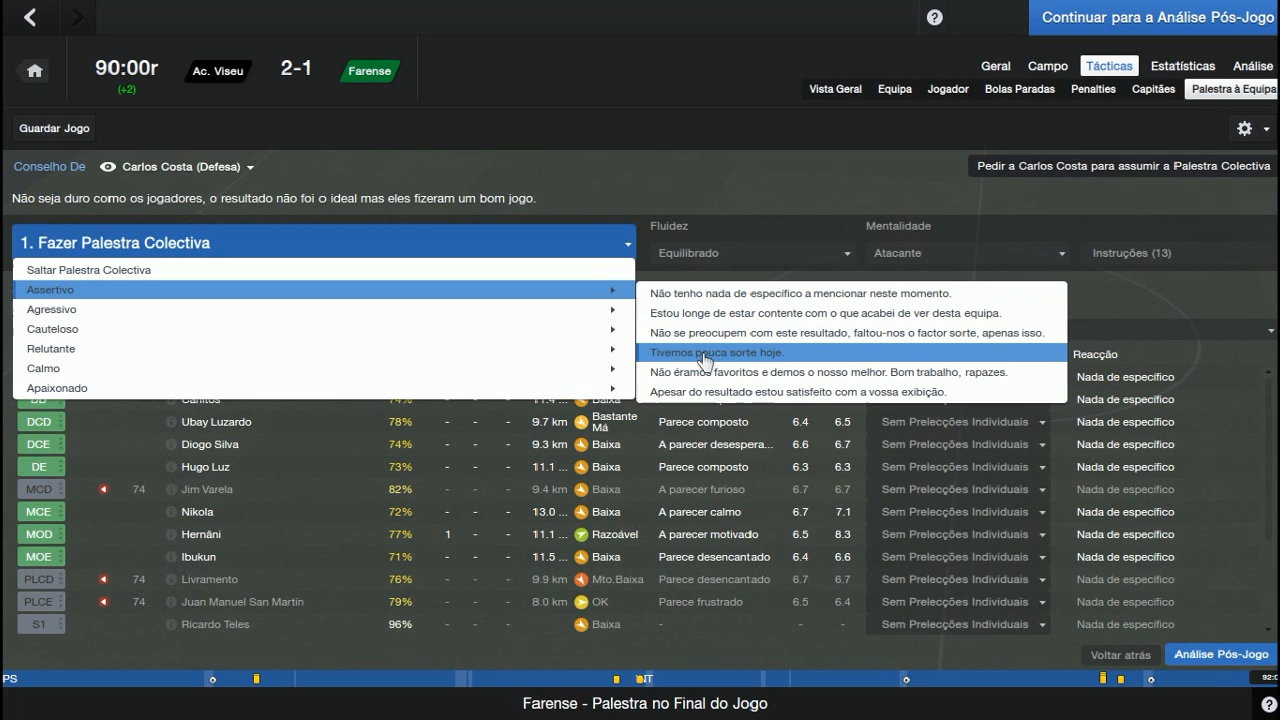 Continuar para a Análise Pós-Jogo
90:00r
(+2)
Ac. Viseu
2-1
Farense
Geral Campo Tácticas Estatísticas Análise
Vista Geral Equipa Jogador Bolas Paradas Penalties Capitães Palestra à Equipa
Guardar Jogo
Conselho De Carlos Costa (Defesa)
Pedir a Carlos Costa para assumir a Palestra Colectiva
Não seja duro como os jogadores, o resultado não foi o ideal mas eles fizeram um bom jogo.
1. Fazer Palestra Colectiva
Fluidez
Mentalidade
Equilibrado
Atacante
Instruções (13)
Saltar Palestra Colectiva
Assertivo
Agressivo
Cauteloso
Relutante
Calmo
Apaixonado
Não tenho nada de específico a mencionar neste momento.
Estou longe de estar contente com o que acabei de ver desta equipa.
Não se preocupem com este resultado, faltou-nos o factor sorte, apenas isso.
Tivemos pouca sorte hoje.
Não éramos favoritos e demos o nosso melhor. Bom trabalho, rapazes.
Apesar do resultado estou satisfeito com a vossa exibição.
Reacção
Nada de específico
Nada de específico
DCD Ubay Luzardo 78% - - - 9.7 km Bastante Má Parece composto 6.4 6.5 Sem Prelecções Individuais Nada de específico
DCE Diogo Silva 74% - - - 9.3 km Baixa A parecer desespera... 6.6 6.7 Sem Prelecções Individuais Nada de específico
DE Hugo Luz 73% - - - 11.1 ... Baixa Parece composto 6.3 6.3 Sem Prelecções Individuais Nada de específico
MCD 74 Jim Varela 82% - - - 9.4 km Baixa A parecer furioso 6.7 6.7 Sem Prelecções Individuais Nada de específico
MCE Nikola 72% - - - 13.0 ... Baixa A parecer calmo 6.7 7.1 Sem Prelecções Individuais Nada de específico
MOD Hernâni 77% 1 - - 11.1 ... Razoável A parecer motivado 6.5 8.3 Sem Prelecções Individuais Nada de específico
MOE Ibukun 71% - - - 11.5 ... Baixa Parece desencantado 6.4 6.6 Sem Prelecções Individuais Nada de específico
PLCD 74 Livramento 76% - - - 9.9 km Mto.Baixa Parece desencantado 6.7 6.7 Sem Prelecções Individuais Nada de específico
PLCE 74 Juan Manuel San Martín 79% - - - 8.0 km OK Parece frustrado 6.5 6.4 Sem Prelecções Individuais Nada de específico
S1 Ricardo Teles 96% - - - Baixa - - - Sem Prelecções Individuais Nada de específico
Voltar atrás
Análise Pós-Jogo
PS
INT
Farense - Palestra no Final do Jogo